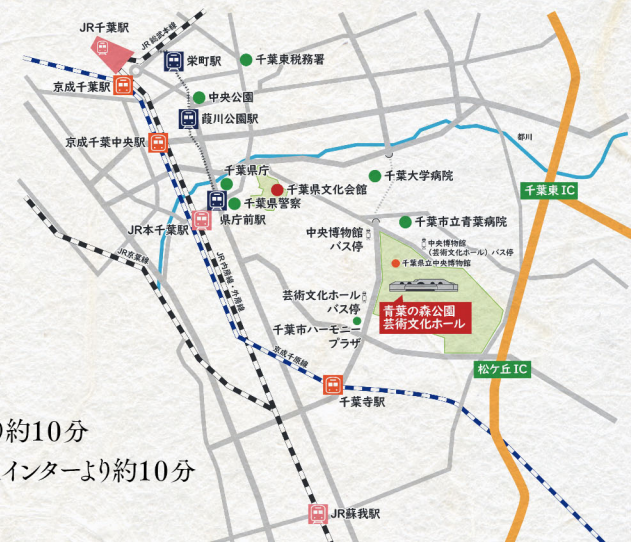 JR千葉駅
JR総武本線
栄町駅
千葉東税務署
京成千葉駅
中央公園
葭川公園駅
京成千葉中央駅
都川
千葉県庁
千葉大学病院
千葉県文化会館
千葉東IC
千葉県警察
県庁前駅
JR本千葉駅
千葉市立青葉病院
中央博物館
バス停
中央博物館
(芸術文化ホール)バス停
千葉県立中央博物館
JR京葉線
JR内房線・外房線
芸術文化ホール
バス停
青葉の森公園
芸術文化ホール
千葉市ハーモニー
プラザ
京成千原線
松ケ丘IC
千葉寺駅
り約10分
インターより約10分
JR蘇我駅